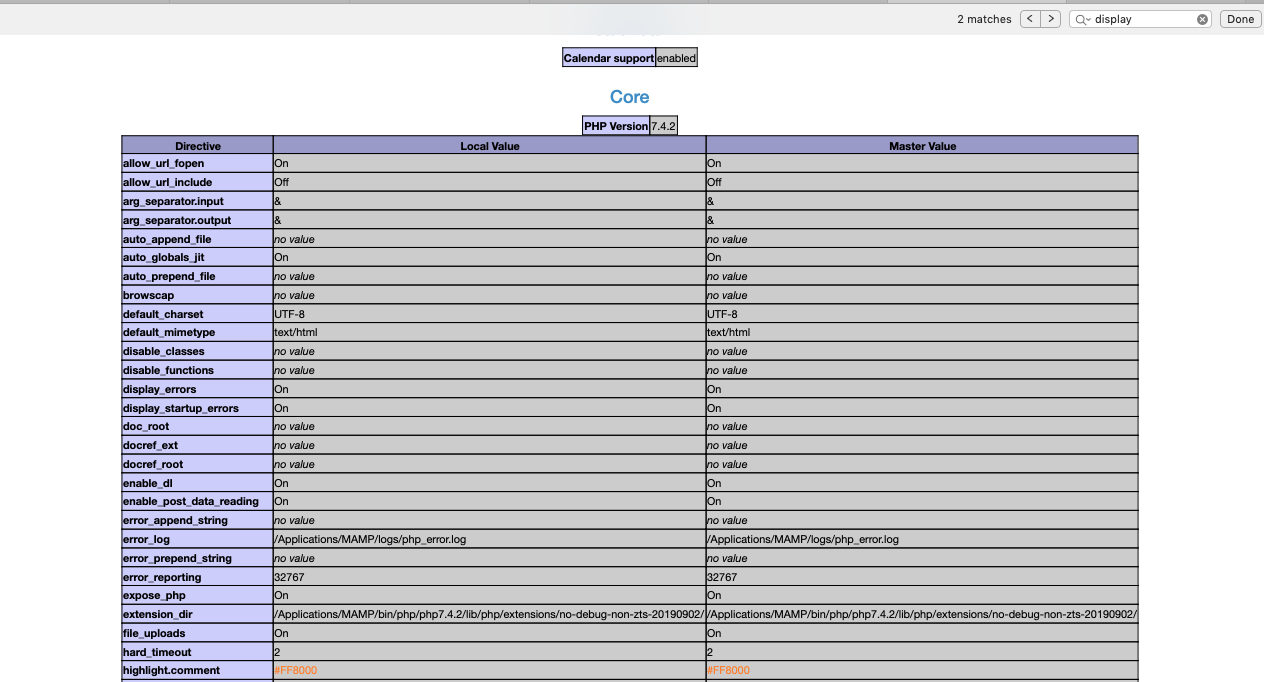 2 matches < > display Done
Calendar support enabled
Core
PHP Version 7.4.2
Directive Local Value Master Value
allow_url_fopen On On
allow_url_include Off Off
arg_separator.input & &
arg_separator.output & &
auto_append_file no value no value
auto_globals_jit On On
auto_prepend_file no value no value
browscap no value no value
default_charset UTF-8 UTF-8
default_mimetype text/html text/html
disable_classes no value no value
disable_functions no value no value
display_errors On On
display_startup_errors On On
doc_root no value no value
docref_ext no value no value
docref_root no value no value
enable_dl On On
enable_post_data_reading On On
error_append_string no value no value
error_log /Applications/MAMP/logs/php_error.log /Applications/MAMP/logs/php_error.log
error_prepend_string no value no value
error_reporting 32767 32767
expose_php On On
extension_dir /Applications/MAMP/bin/php/php7.4.2/lib/php/extensions/no-debug-non-zts-20190902/ /Applications/MAMP/bin/php/php7.4.2/lib/php/extensions/no-debug-non-zts-20190902/
file_uploads On On
hard_timeout 2 2
highlight.comment #FF8000 #FF8000